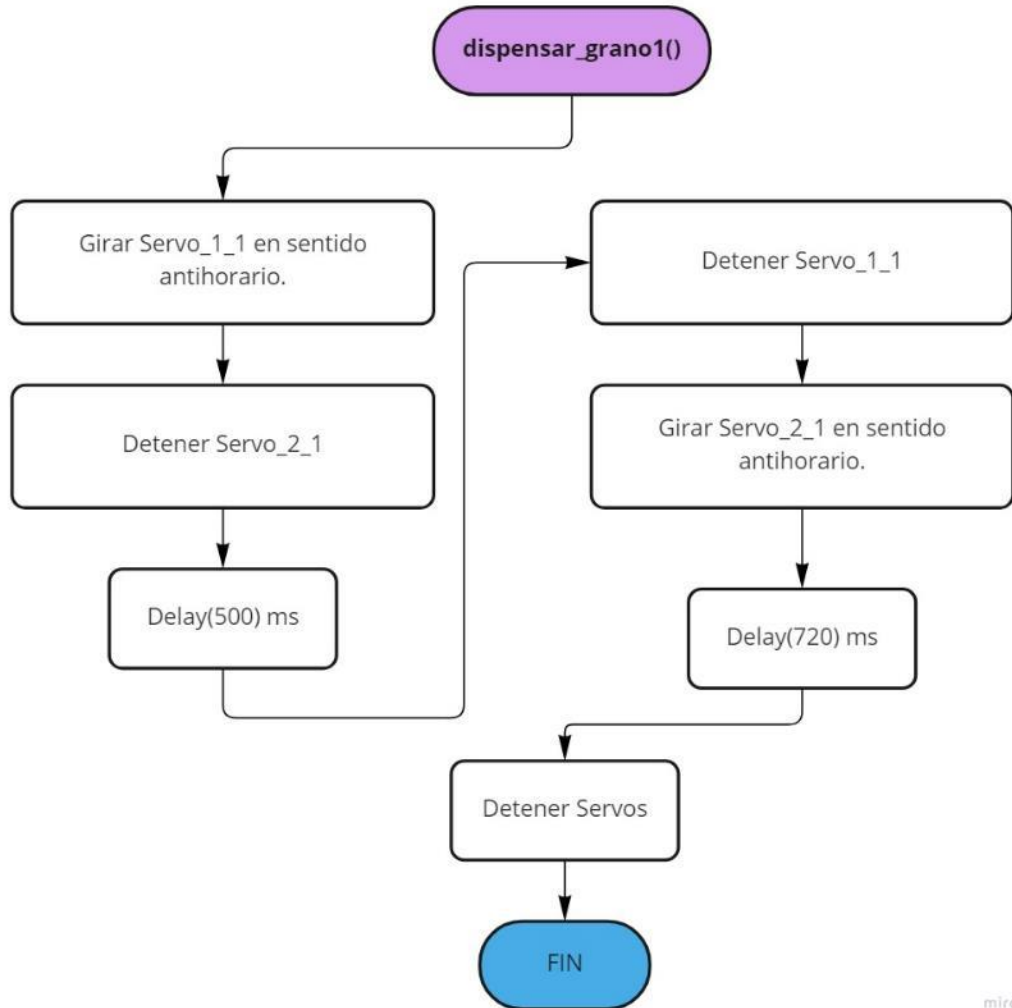 dispensar_grano1()
Girar Servo_1_1 en sentido
antihorario.
Detener Servo_2_1
Delay(500) ms
Detener Servo_1_1
Girar Servo_2_1 en sentido
antihorario.
Delay(720) ms
Detener Servos
FIN